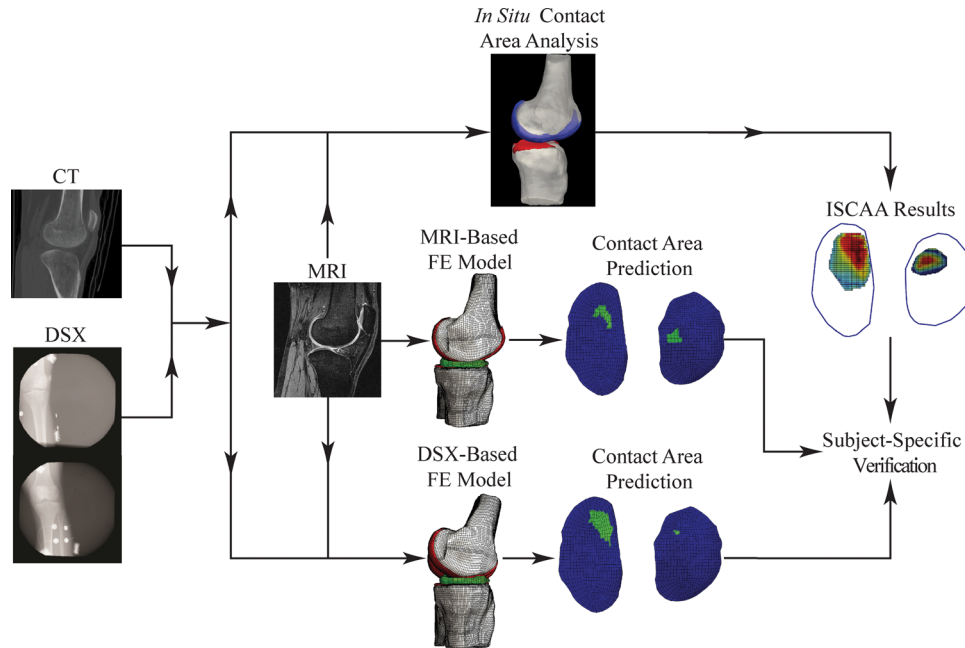 In Situ Contact
Area Analysis
CT
ISCAA Results
MRI-Based
FE Model
Contact Area
Prediction
MRI
DSX
DSX-Based
FE Model
Contact Area
Prediction
Subject-Specific
Verification